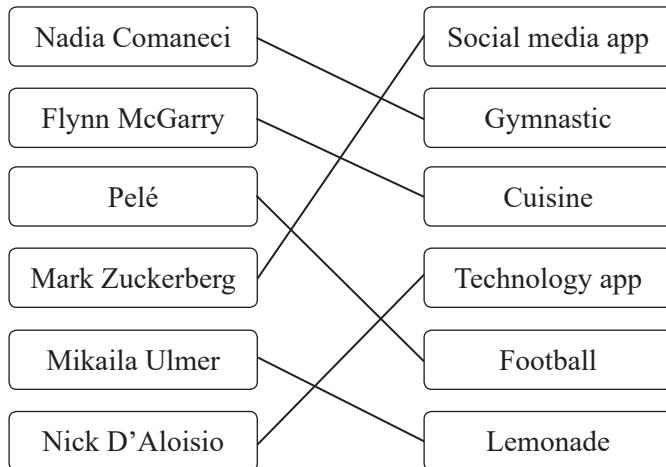 Nadia Comaneci
Social media app
Flynn McGarry
Gymnastic
Pelé
Cuisine
Mark Zuckerberg
Technology app
Mikaila Ulmer
Football
Nick D’Aloisio
Lemonade